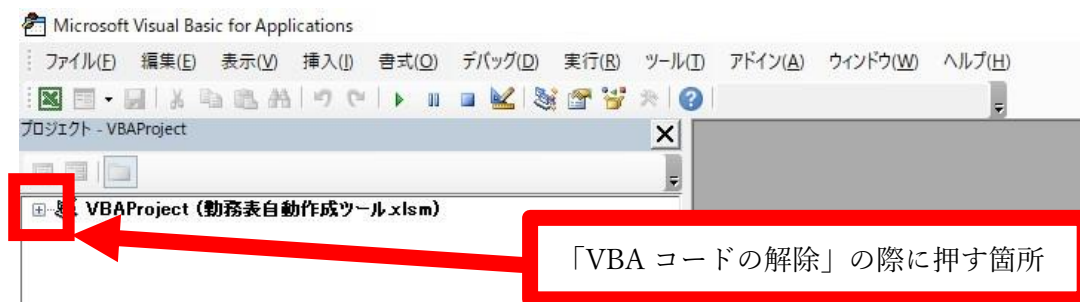 Microsoft Visual Basic for Applications
ファイル(F) 編集(E) 表示(V) 挿入(I) 書式(O) デバッグ(D) 実行(R) ツール(T) アドイン(A) ウィンドウ(W) ヘルプ(H)
プロジェクト - VBAProject
VBAProject (勤務表自動作成ツール.xlsm)
「VBA コードの解除」の際に押す箇所